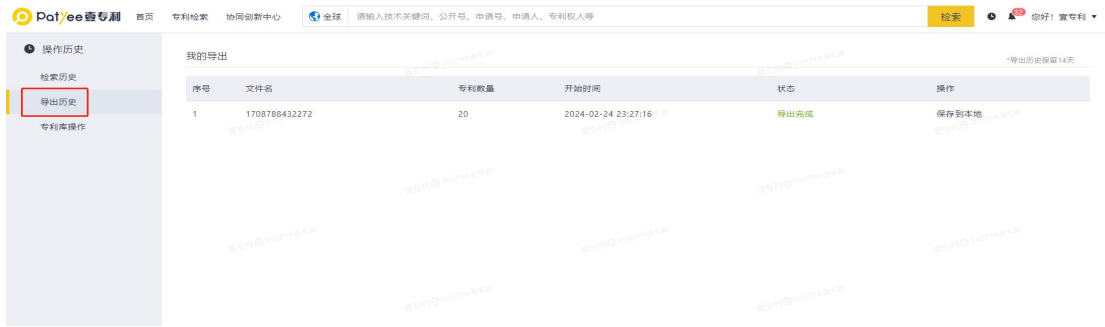 Patyee壹专利 首页 专利检索 协同创新中心 全球 请输入技术关键词、公开号、申请号、申请人、专利权人等 检索 22 您好！壹专利
操作历史
检索历史
导出历史
专利库操作
我的导出 *导出历史保留14天
序号 文件名 专利数量 开始时间 状态 操作
1 1708788432272 20 2024-02-24 23:27:16 导出完成 保存到本地